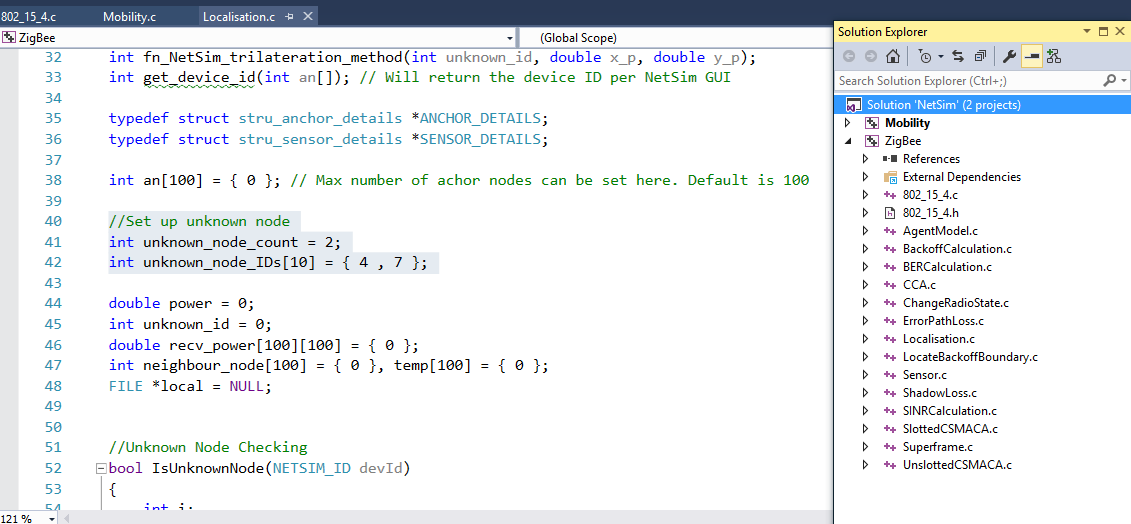 802_15_4.c Mobility.c Localisation.c
ZigBee (Global Scope)
32 int fn_NetSim_trilateration_method(int unknown_id, double x_p, double y_p);
33 int get_device_id(int an[]); // Will return the device ID per NetSim GUI
34
35 typedef struct stru_anchor_details *ANCHOR_DETAILS;
36 typedef struct stru_sensor_details *SENSOR_DETAILS;
37
38 int an[100] = { 0 }; // Max number of achor nodes can be set here. Default is 100
39
40 //Set up unknown node
41 int unknown_node_count = 2;
42 int unknown_node_IDs[10] = { 4 , 7 };
43
44 double power = 0;
45 int unknown_id = 0;
46 double recv_power[100][100] = { 0 };
47 int neighbour_node[100] = { 0 }, temp[100] = { 0 };
48 FILE *local = NULL;
49
50
51 //Unknown Node Checking
52 bool IsUnknownNode(NETSIM_ID devId)
53 {
54 int i;
121 %
Solution Explorer
Search Solution Explorer (Ctrl+;)
Solution 'NetSim' (2 projects)
Mobility
ZigBee
References
External Dependencies
802_15_4.c
802_15_4.h
AgentModel.c
BackoffCalculation.c
BERCalculation.c
CCA.c
ChangeRadioState.c
ErrorPathLoss.c
Localisation.c
LocateBackoffBoundary.c
Sensor.c
ShadowLoss.c
SINRCalculation.c
SlottedCSMACA.c
Superframe.c
UnslottedCSMACA.c